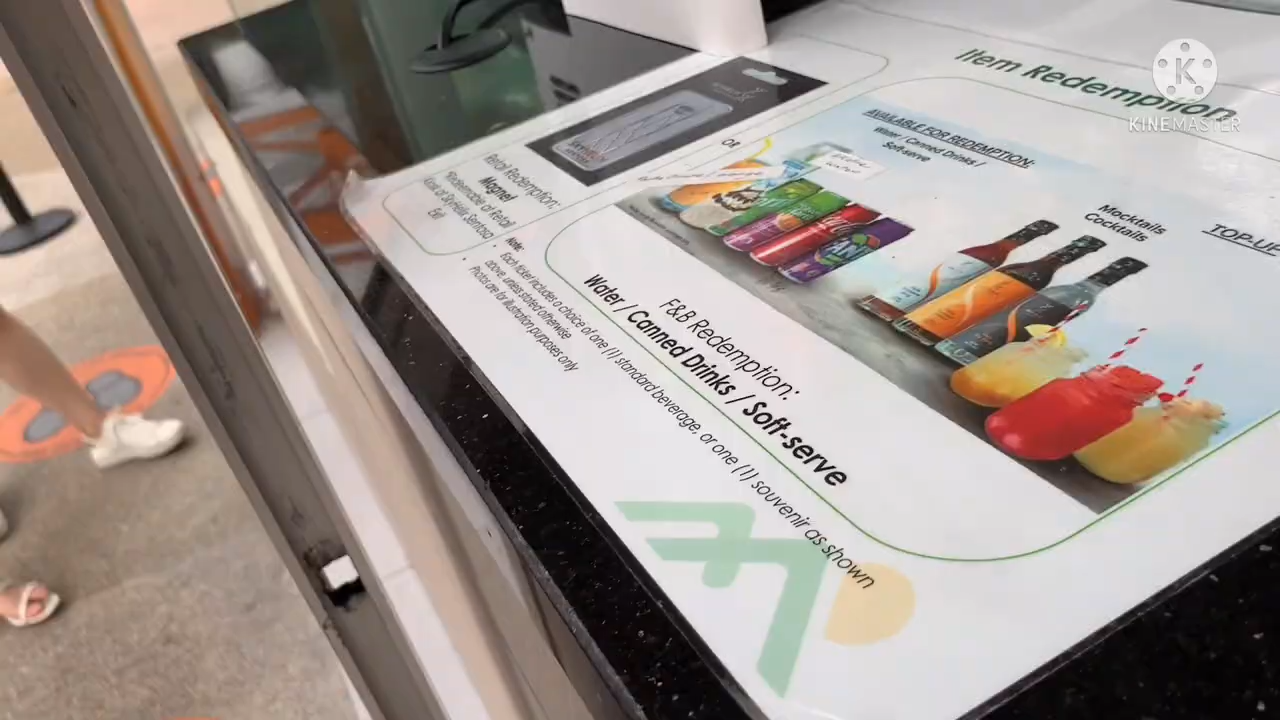 Item Redemption
K
KINEMASTER
AVAILABLE FOR REDEMPTION:
Water / Canned Drinks /
Soft-serve
OR
Mocktails
Cocktails
TOP-UP
Retail Redemption:
Magnet
*Redeemable at Retail
Kiosk at SkyHelix Sentosa
Exit
F&B Redemption:
Water / Canned Drinks / Soft-serve
Note:
Each ticket includes a choice of one (1) standard beverage, or one (1) souvenir as shown
above, unless stated otherwise
Photos are for illustration purposes only